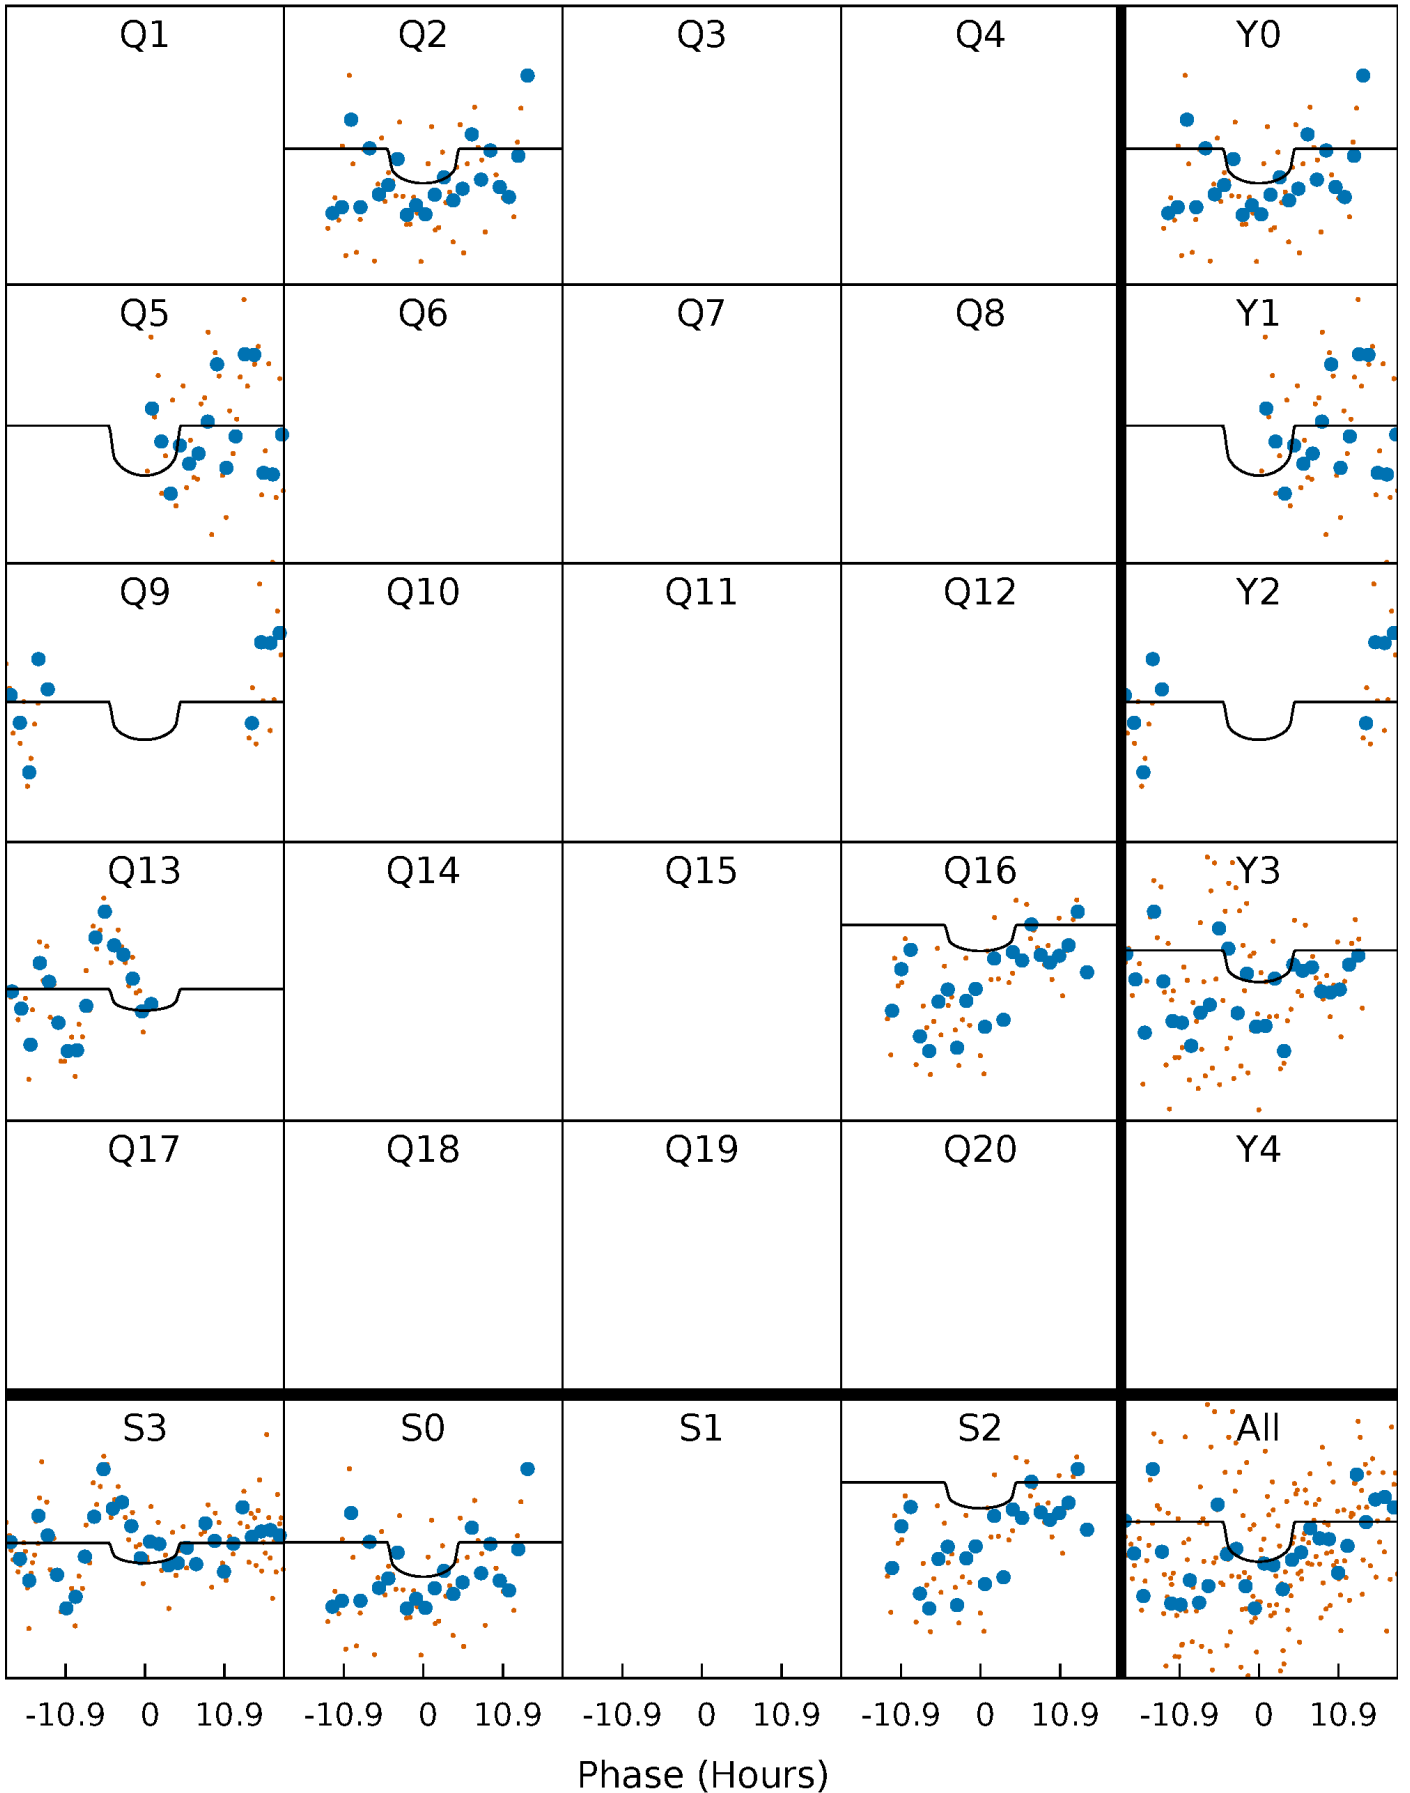 Q1 Q2 Q3 Q4 Y0
Q5 Q6 Q7 Q8 Y1
Q9 Q10 Q11 Q12 Y2
Q13 Q14 Q15 Q16 Y3
Q17 Q18 Q19 Q20 Y4
S3 S0 S1 S2 All
-10.9 0 10.9 -10.9 0 10.9 -10.9 0 10.9 -10.9 0 10.9 -10.9 0 10.9
Phase (Hours)